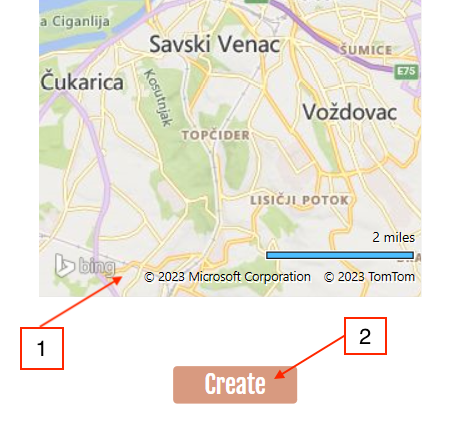 a Ciganlija
Savski Venac
ŠUMICE
E75
Čukarica
Kosutnjak
Voždovac
TOPČIDER
LISIČJI POTOK
2 miles
bing
© 2023 Microsoft Corporation © 2023 TomTom
1
2
Create